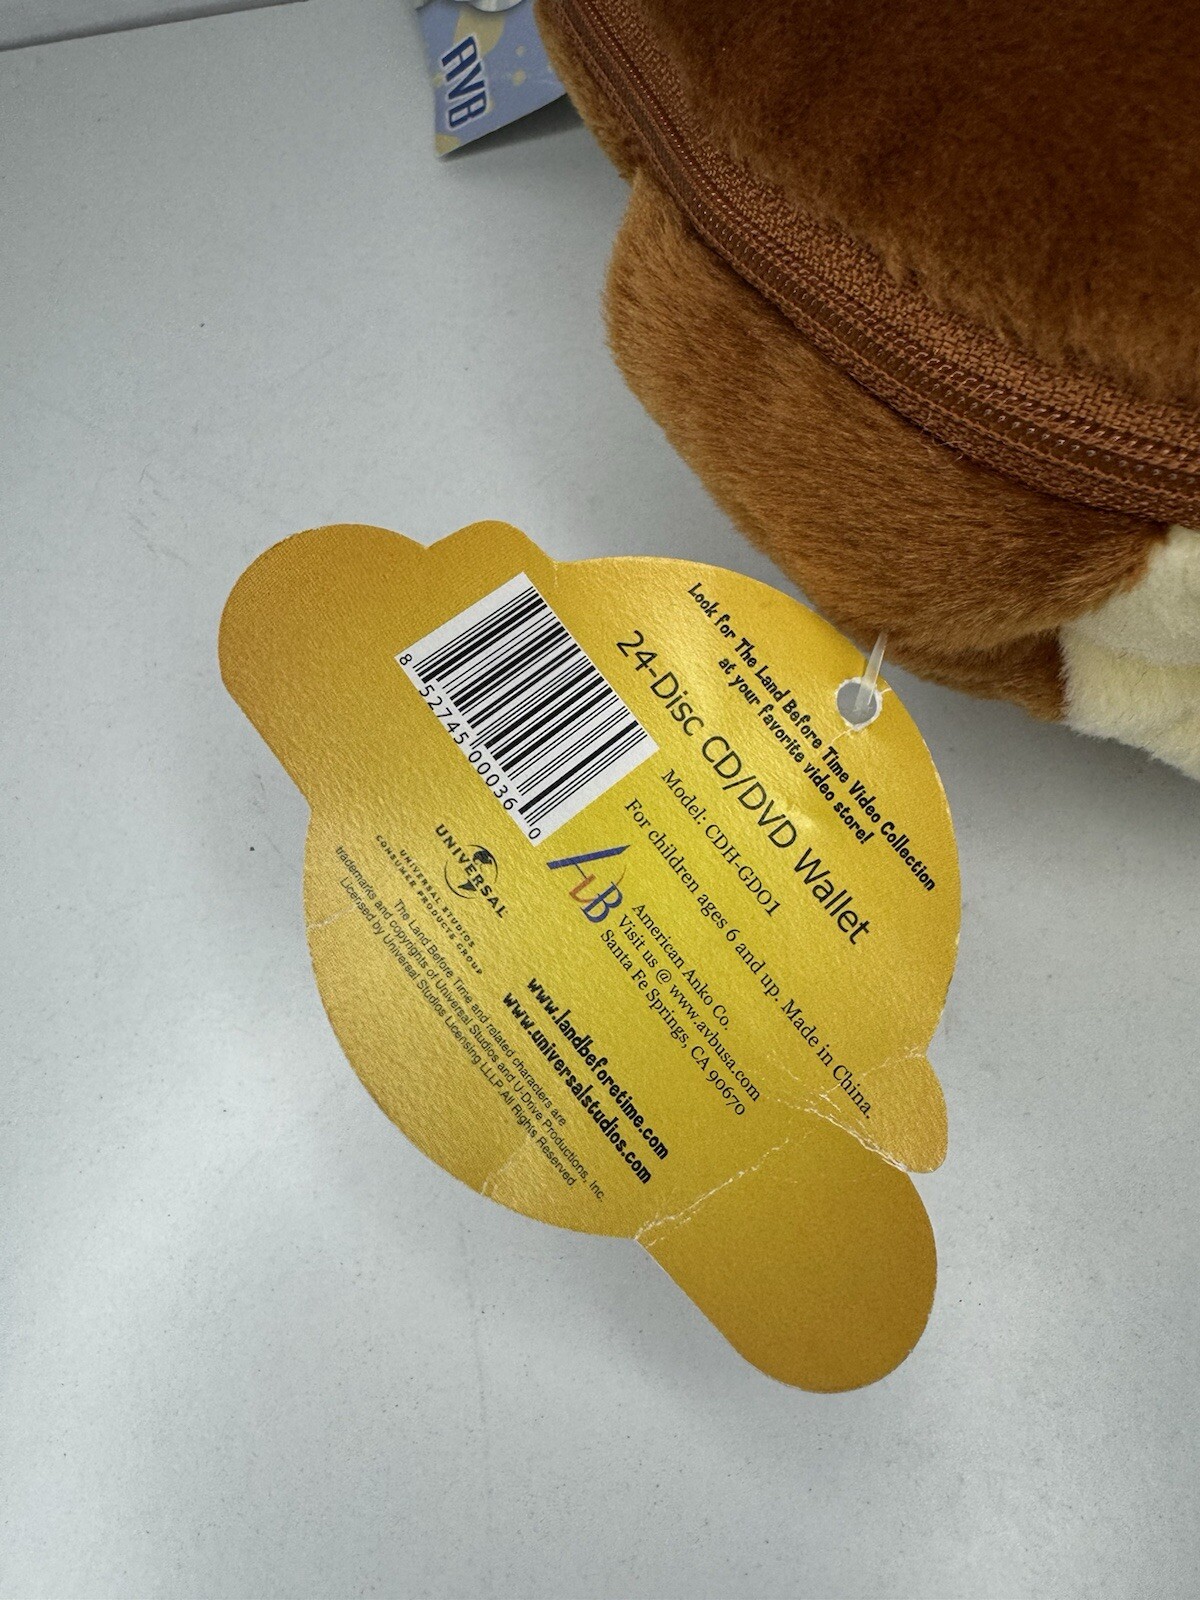 AVB
Look for The Land Before Time Video Collection
at your favorite video store!
24-Disc CD/DVD Wallet
Model: CDH-GD01
For children ages 6 and up. Made in China.
AVB
American Anko Co.
Visit us @ www.avbusa.com
Santa Fe Springs, CA 90670
8 52745 00036 0
www.landbeforetime.com
www.universalstudios.com
UNIVERSAL
UNIVERSAL STUDIOS
CONSUMER PRODUCTS GROUP
The Land Before Time and related characters are
trademarks and copyrights of Universal Studios and U-Drive Productions, Inc.
Licensed by Universal Studios Licensing LLLP. All Rights Reserved.